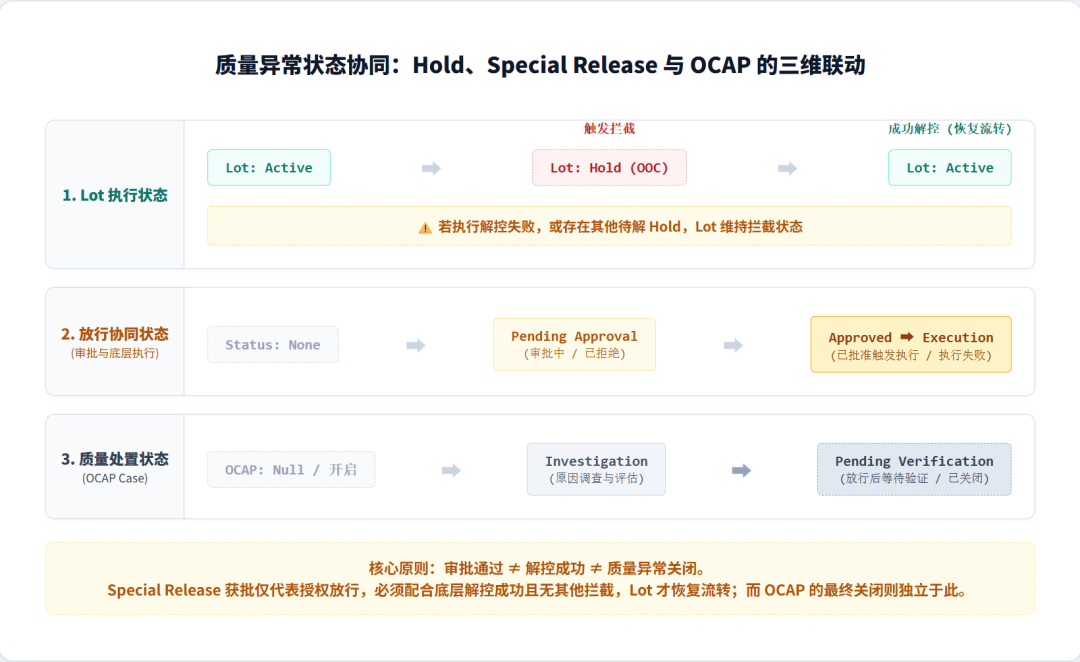 质量异常状态协同：Hold、Special Release 与 OCAP 的三维联动
触发拦截
成功解控 (恢复流转)
1. Lot 执行状态
Lot: Active
Lot: Hold (OOC)
Lot: Active
⚠ 若执行解控失败，或存在其他待解 Hold，Lot 维持拦截状态
2. 放行协同状态
(审批与底层执行)
Status: None
Pending Approval
(审批中 / 已拒绝)
Approved ➡ Execution
(已批准触发执行 / 执行失败)
3. 质量处置状态
(OCAP Case)
OCAP: Null / 开启
Investigation
(原因调查与评估)
Pending Verification
(放行后等待验证 / 已关闭)
核心原则：审批通过 ≠ 解控成功 ≠ 质量异常关闭。
Special Release 获批仅代表授权放行，必须配合底层解控成功且无其他拦截，Lot 才恢复流转；而 OCAP 的最终关闭则独立于此。